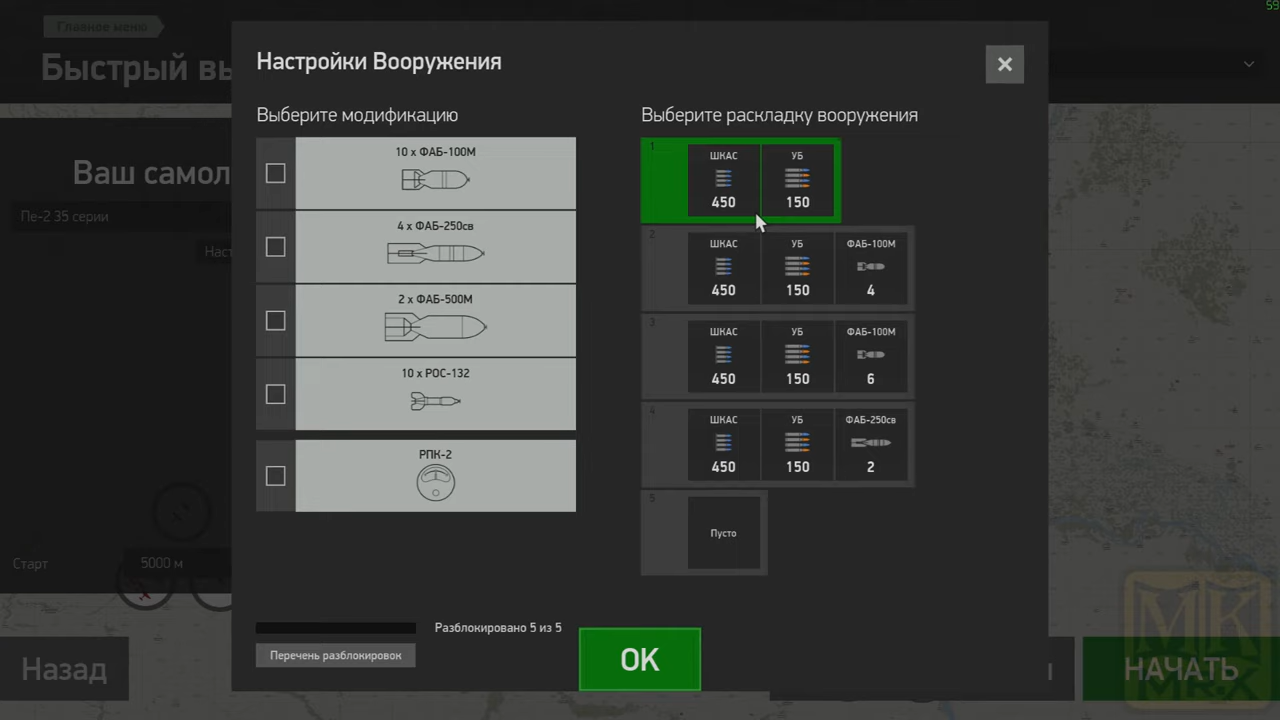 59
Главное меню
Быстрый вы
Настройки Вооружения
Выберите модификацию
Выберите раскладку вооружения
Ваш самол
Пе-2 35 серии
Наст
10 x ФАБ-100М
4 x ФАБ-250св
2 x ФАБ-500М
10 x РОС-132
РПК-2
1
ШКАС
УБ
450
150
2
ШКАС
УБ
ФАБ-100М
450
150
4
3
ШКАС
УБ
ФАБ-100М
450
150
6
4
ШКАС
УБ
ФАБ-250св
450
150
2
5
Пусто
Старт
5000 м
Разблокировано 5 из 5
Перечень разблокировок
OK
Назад
НАЧАТЬ
MK
MR.X